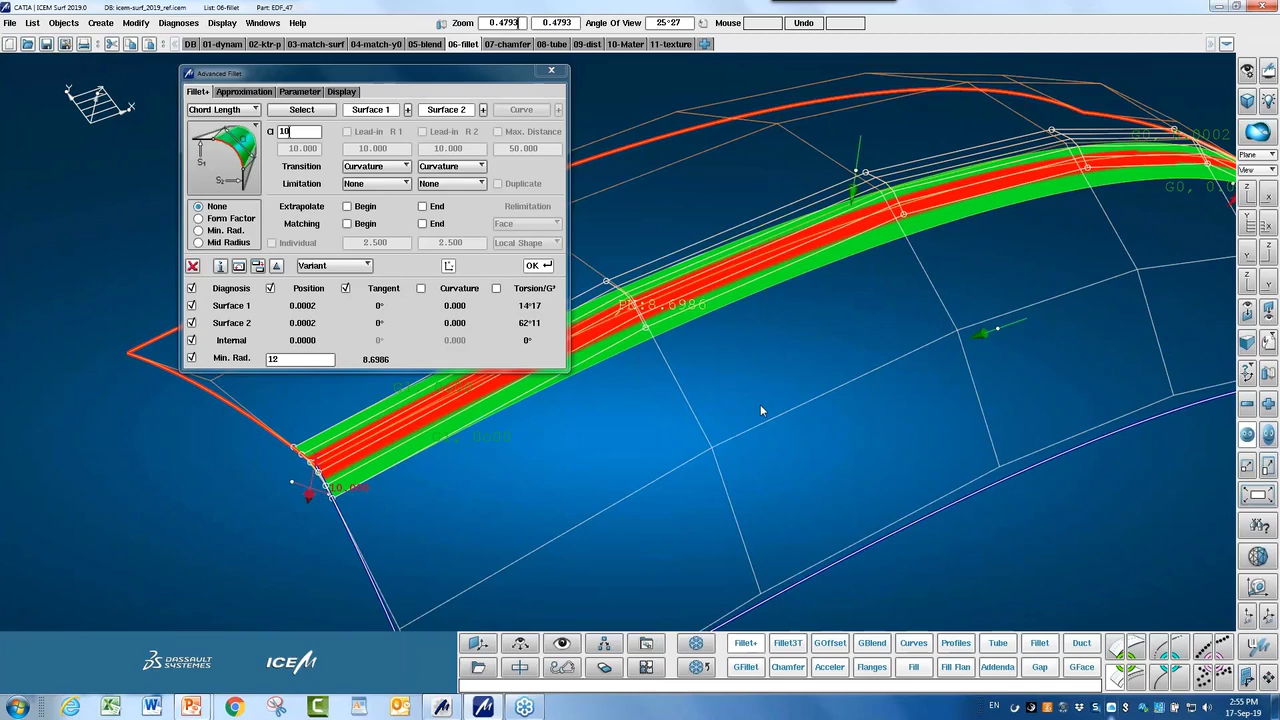 CATIA ICEM Surf 2019.0 DB: icem-surf_2019_ref.icem List: 06-fillet Part: EDF_47
File List Objects Create Modify Diagnoses Display Windows Help Zoom 0.4793 0.4793 Angle Of View 25°27 Mouse Undo
DB 01-dynam 02-ktr-p 03-match-surf 04-match-y0 05-blend 06-fillet 07-chamfer 08-tube 09-dist 10-Mater 11-texture
Advanced Fillet
Fillet+ Approximation Parameter Display
Chord Length Select Surface 1 + Surface 2 + Curve +
Cl 10 Lead-in R 1 Lead-in R 2 Max. Distance
10.000 10.000 10.000 50.000
Transition Curvature Curvature
Limitation None None Duplicate
S1
S2
None Extrapolate Begin End Relimitation
Form Factor
Min. Rad. Matching Begin End Face
Mid Radius Individual 2.500 2.500 Local Shape
Variant OK
Diagnosis Position Tangent Curvature Torsion/G³
Surface 1 0.0002 0° 0.000 14°17
Surface 2 0.0002 0° 0.000 62°11
Internal 0.0000 0° 0.000 0°
Min. Rad. 12 8.6986
Plane
View
8.6986
10.000
DASSAULT SYSTEMES
ICEM
Fillet+ Fillet3T GOffset GBlend Curves Profiles Tube Fillet Duct
GFillet Chamfer Acceler Flanges Fill Fill Flan Addenda Gap GFace
EN 2:55 PM
17-Sep-19